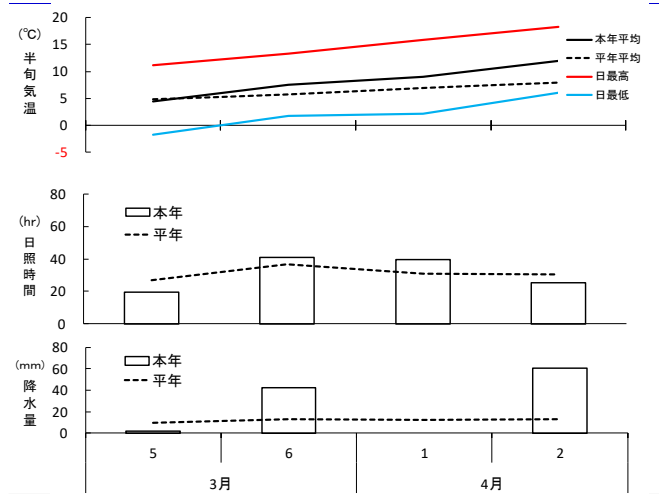 (℃)
半旬気温
20
15
10
5
0
-5
本年平均
平年平均
日最高
日最低
(hr)
日照時間
80
60
40
20
0
本年
平年
(mm)
降水量
80
60
40
20
0
本年
平年
5 6 1 2
3月 4月